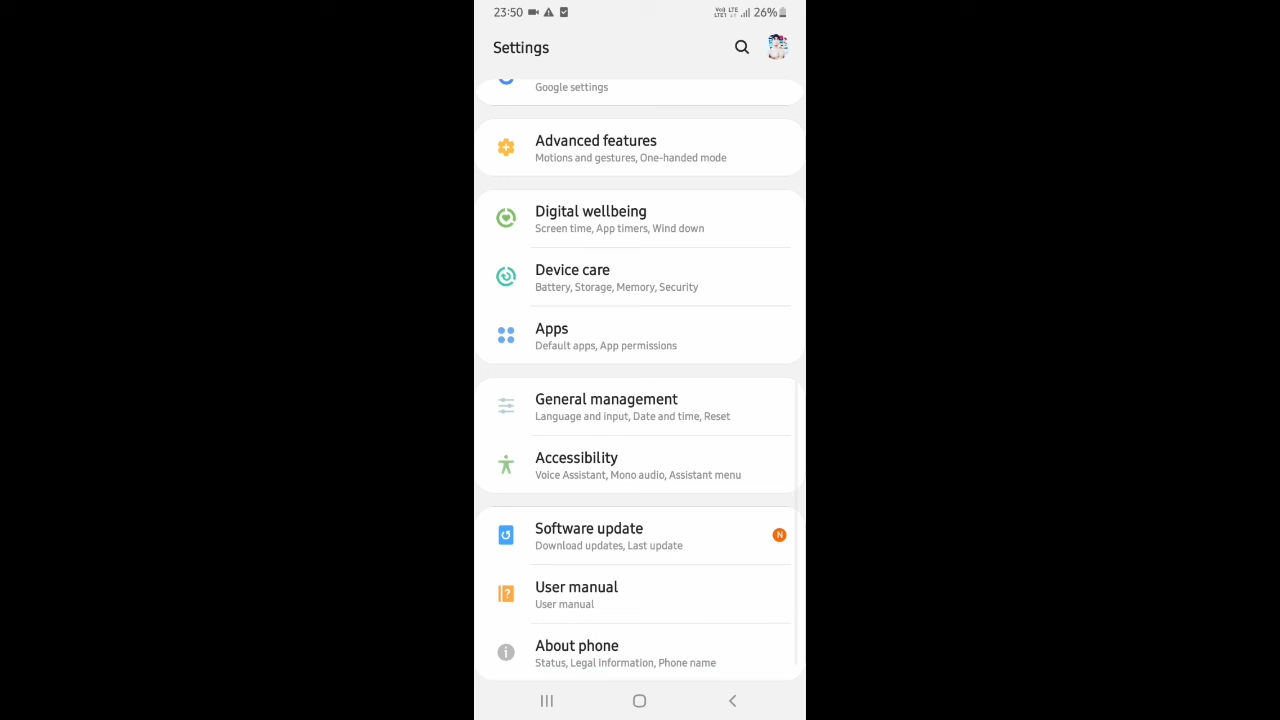 23:50
Vo)) LTE
LTE1
26%
Settings
Google settings
Advanced features
Motions and gestures, One-handed mode
Digital wellbeing
Screen time, App timers, Wind down
Device care
Battery, Storage, Memory, Security
Apps
Default apps, App permissions
General management
Language and input, Date and time, Reset
Accessibility
Voice Assistant, Mono audio, Assistant menu
Software update
N
Download updates, Last update
User manual
User manual
About phone
Status, Legal information, Phone name